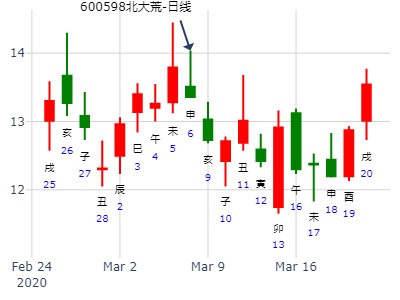 600598北大荒-日线
14
13
12
戌
25
亥
26
子
27
丑
28
辰
2
巳
3
午
4
未
5
申
6
亥
9
子
10
丑
11
寅
12
卯
13
午
16
未
17
申
18
酉
19
戌
20
Feb 24
2020
Mar 2
Mar 9
Mar 16